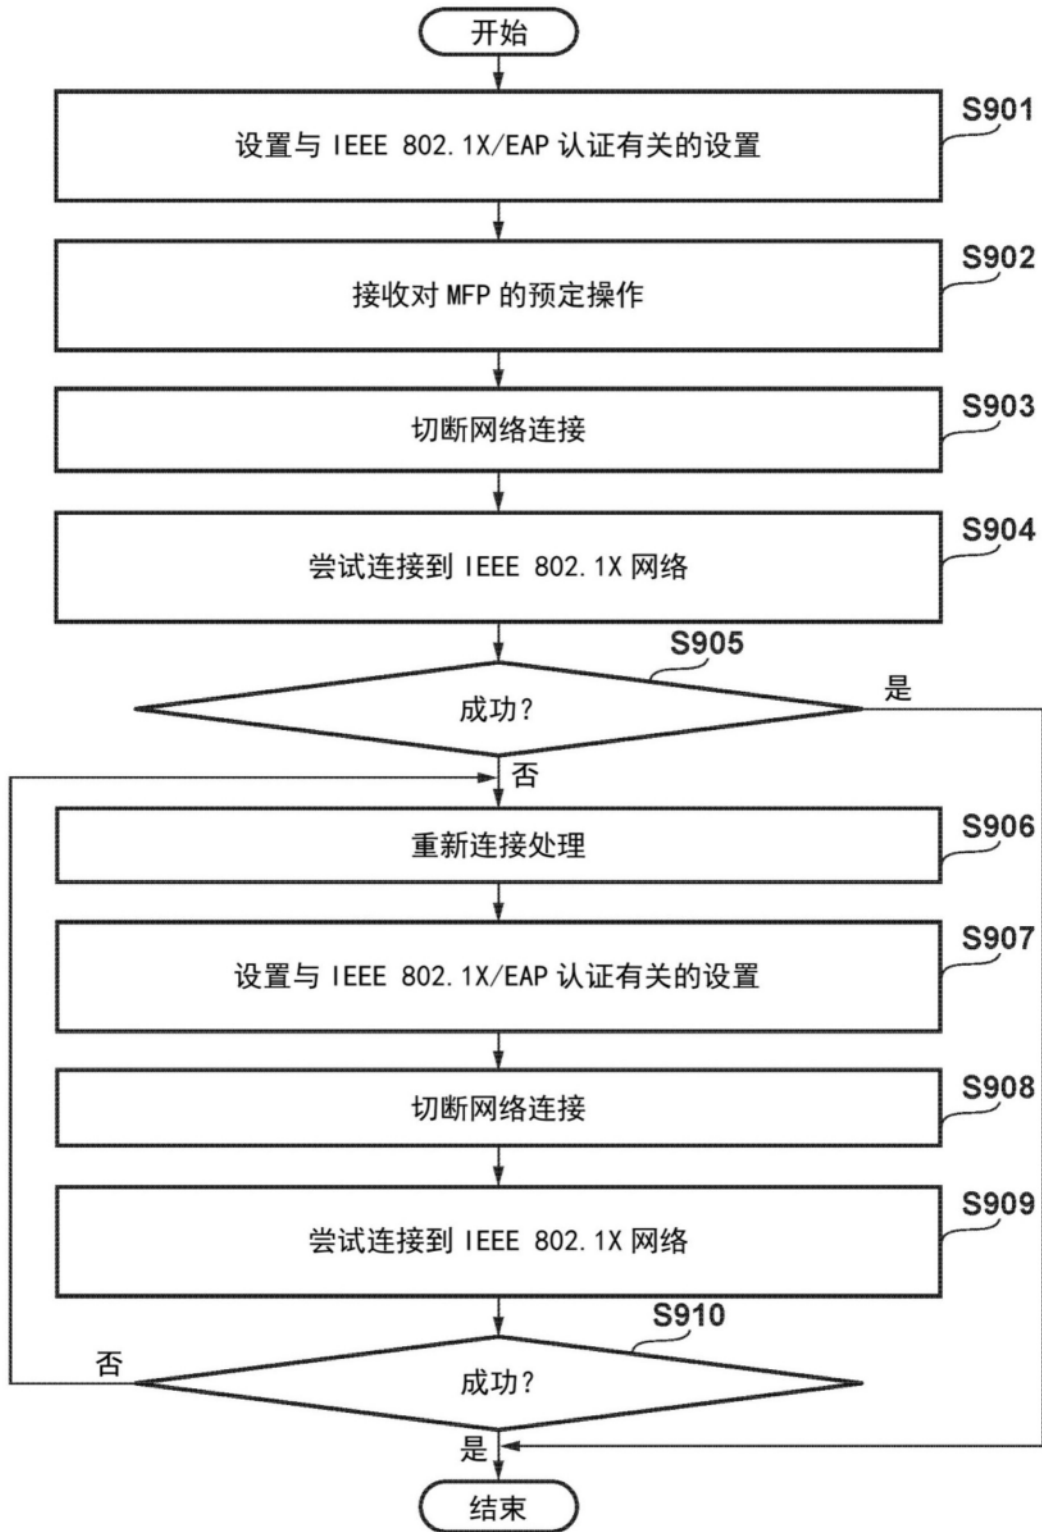 开始
S901
设置与 IEEE 802.1X/EAP 认证有关的设置
S902
接收对 MFP 的预定操作
S903
切断网络连接
S904
尝试连接到 IEEE 802.1X 网络
S905
成功?
是
否
S906
重新连接处理
S907
设置与 IEEE 802.1X/EAP 认证有关的设置
S908
切断网络连接
S909
尝试连接到 IEEE 802.1X 网络
S910
否
成功?
是
结束